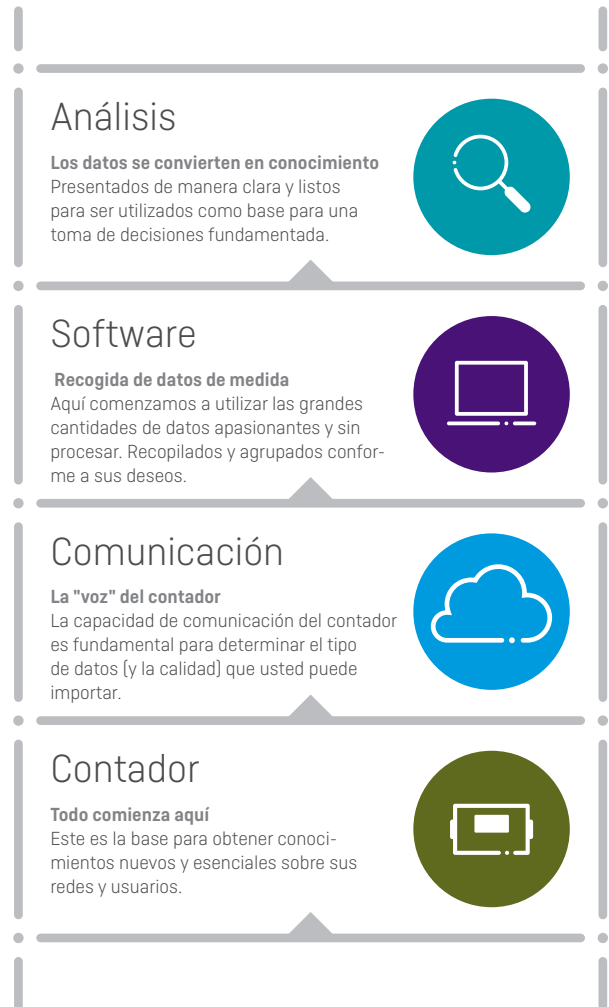 Análisis
Los datos se convierten en conocimiento
Presentados de manera clara y listos
para ser utilizados como base para una
toma de decisiones fundamentada.
Software
Recogida de datos de medida
Aquí comenzamos a utilizar las grandes
cantidades de datos apasionantes y sin
procesar. Recopilados y agrupados confor-
me a sus deseos.
Comunicación
La "voz" del contador
La capacidad de comunicación del contador
es fundamental para determinar el tipo
de datos (y la calidad) que usted puede
importar.
Contador
Todo comienza aquí
Este es la base para obtener conoci-
mientos nuevos y esenciales sobre sus
redes y usuarios.